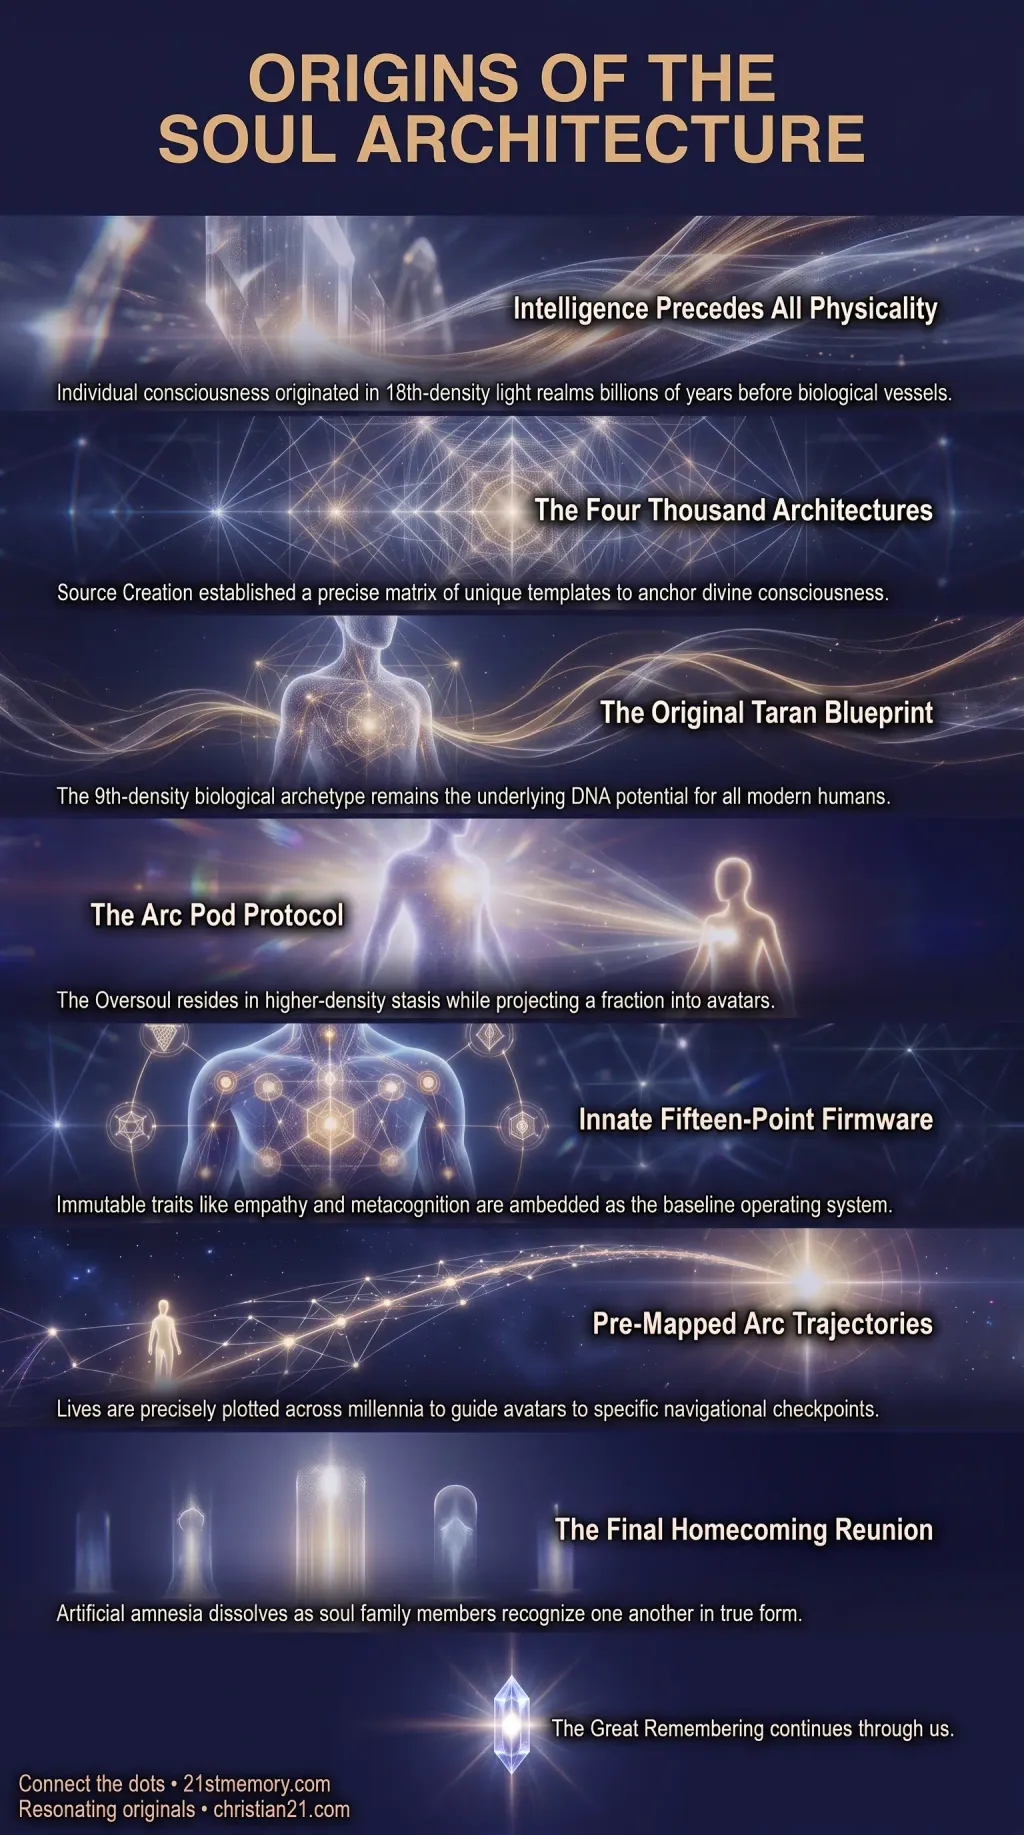 ORIGINS OF THE
SOUL ARCHITECTURE
Intelligence Precedes All Physicality
Individual consciousness originated in 18th-density light realms billions of years before biological vessels.
The Four Thousand Architectures
Source Creation established a precise matrix of unique templates to anchor divine consciousness.
The Original Taran Blueprint
The 9th-density biological archetype remains the underlying DNA potential for all modern humans.
The Arc Pod Protocol
The Oversoul resides in higher-density stasis while projecting a fraction into avatars.
Innate Fifteen-Point Firmware
Immutable traits like empathy and metacognition are ambedded as the baseline operating system.
Pre-Mapped Arc Trajectories
Lives are precisely plotted across millennia to guide avatars to specific navigational checkpoints.
The Final Homecoming Reunion
Artificial amnesia dissolves as soul family members recognize one another in true form.
The Great Remembering continues through us.
Connect the dots • 21stmemory.com
Resonating originals • christian21.com